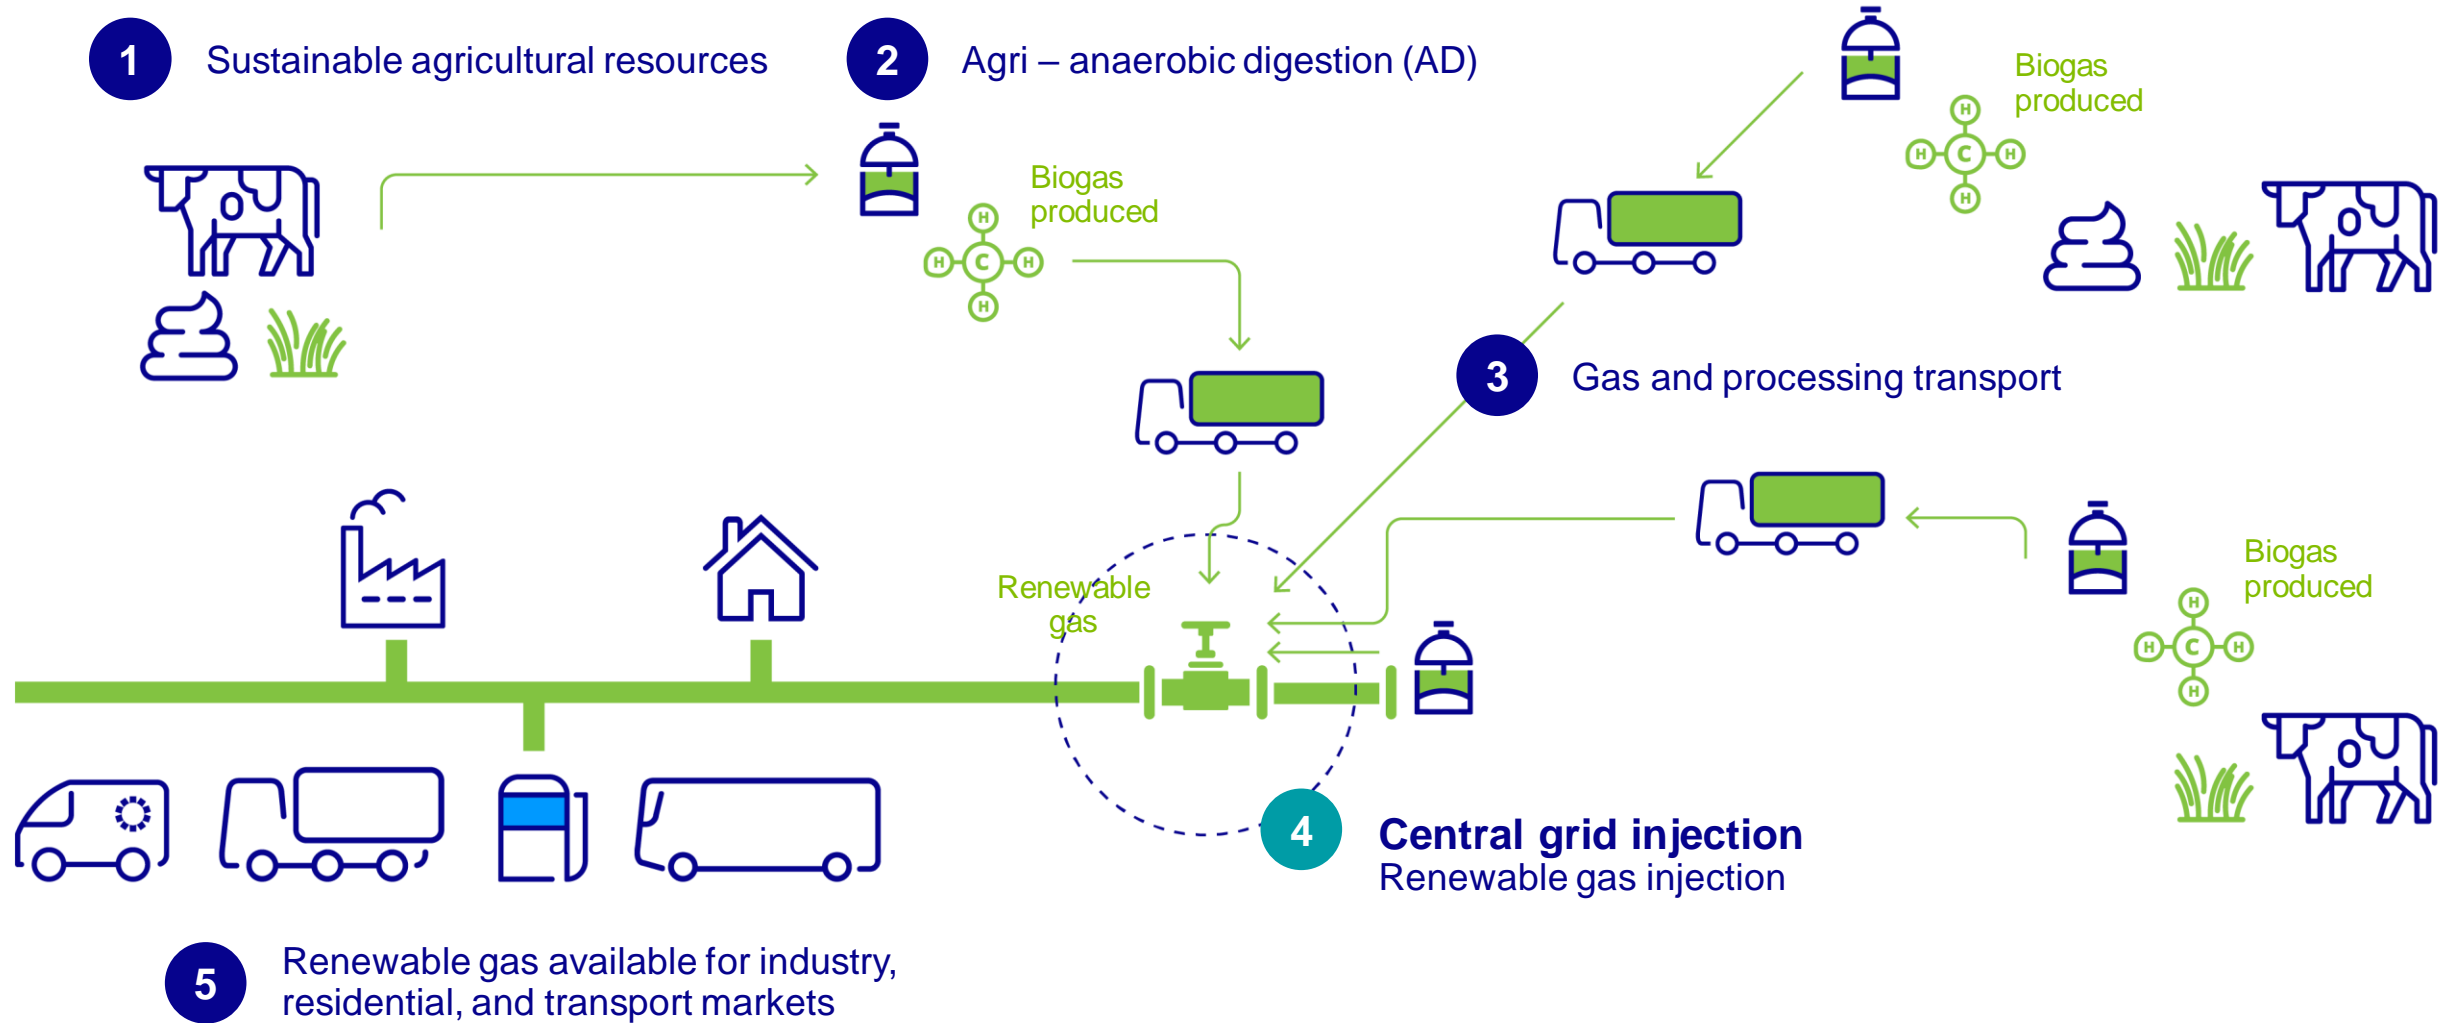 1 Sustainable agricultural resources
2 Agri – anaerobic digestion (AD)
Biogas
produced
H
H C H
H
Biogas
produced
H
H C H
H
3 Gas and processing transport
Biogas
produced
H
H C H
H
Renewable
gas
4 Central grid injection
Renewable gas injection
5 Renewable gas available for industry,
residential, and transport markets